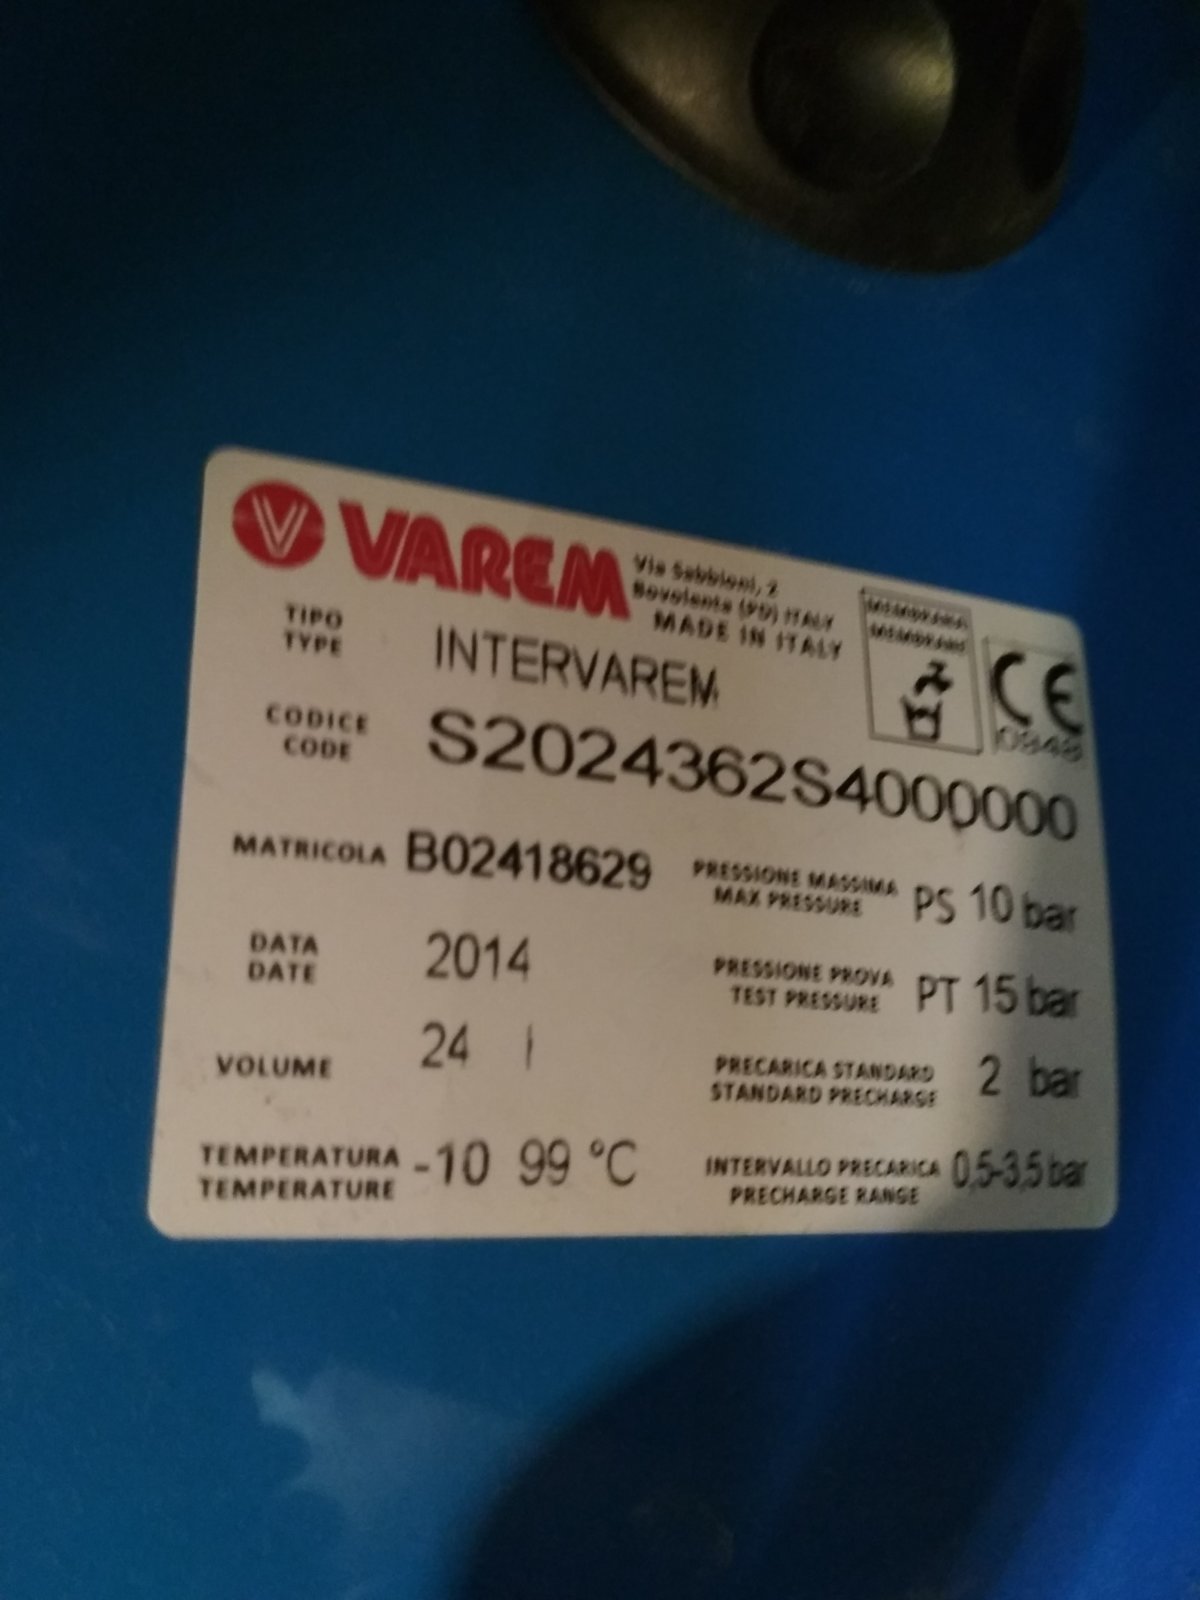 V VAREM
Via Sabbioni, 2
Bovolenta (PD) ITALY
MADE IN ITALY
MEMBRANA
MEMBRANE
CE
0948
TIPO
TYPE
INTERVAREM
CODICE
CODE
S2024362S4000000
MATRICOLA B02418629
PRESSIONE MASSIMA
MAX PRESSURE
PS 10 bar
DATA
DATE
2014
PRESSIONE PROVA
TEST PRESSURE
PT 15 bar
VOLUME
24 l
PRECARICA STANDARD
STANDARD PRECHARGE
2 bar
TEMPERATURA
TEMPERATURE
-10 99 °C
INTERVALLO PRECARICA
PRECHARGE RANGE
0,5-3,5 bar